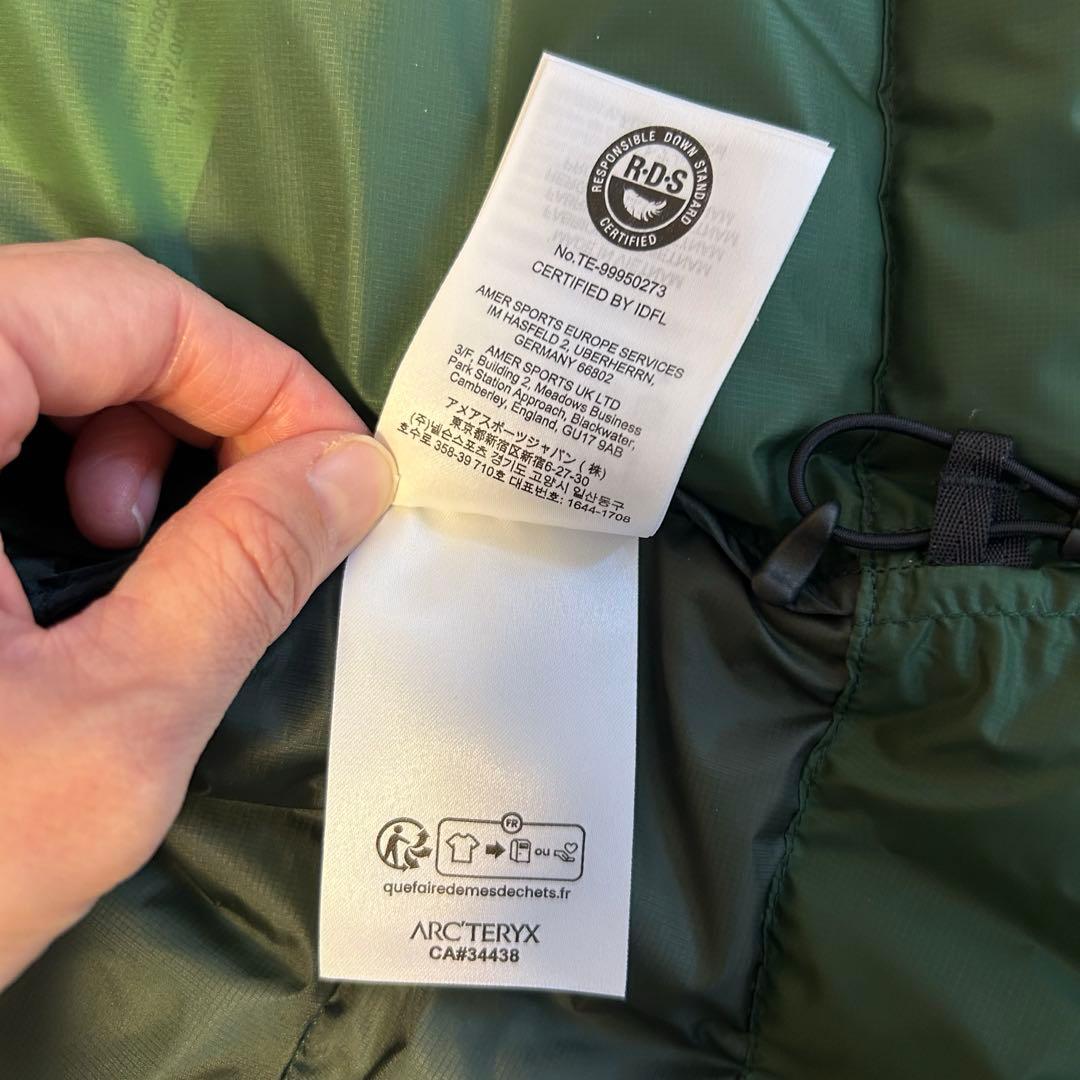 RESPONSIBLE DOWN STANDARD
R·D·S
CERTIFIED
No.TE-99950273
CERTIFIED BY IDFL
AMER SPORTS EUROPE SERVICES
IM HASFELD 2, UBERHERRN,
GERMANY 66802
AMER SPORTS UK LTD
3/F, Building 2, Meadows Business
Park Station Approach, Blackwater,
Camberley, England, GU17 9AB
アメアスポーツジャパン (株)
東京都新宿区新宿6-27-30
(주)넬슨스포츠 경기도 고양시 일산동구
호수로 358-39 710호 대표번호: 1644-1708
FR
ou
quefairedemesdechets.fr
ARC'TERYX
CA#34438